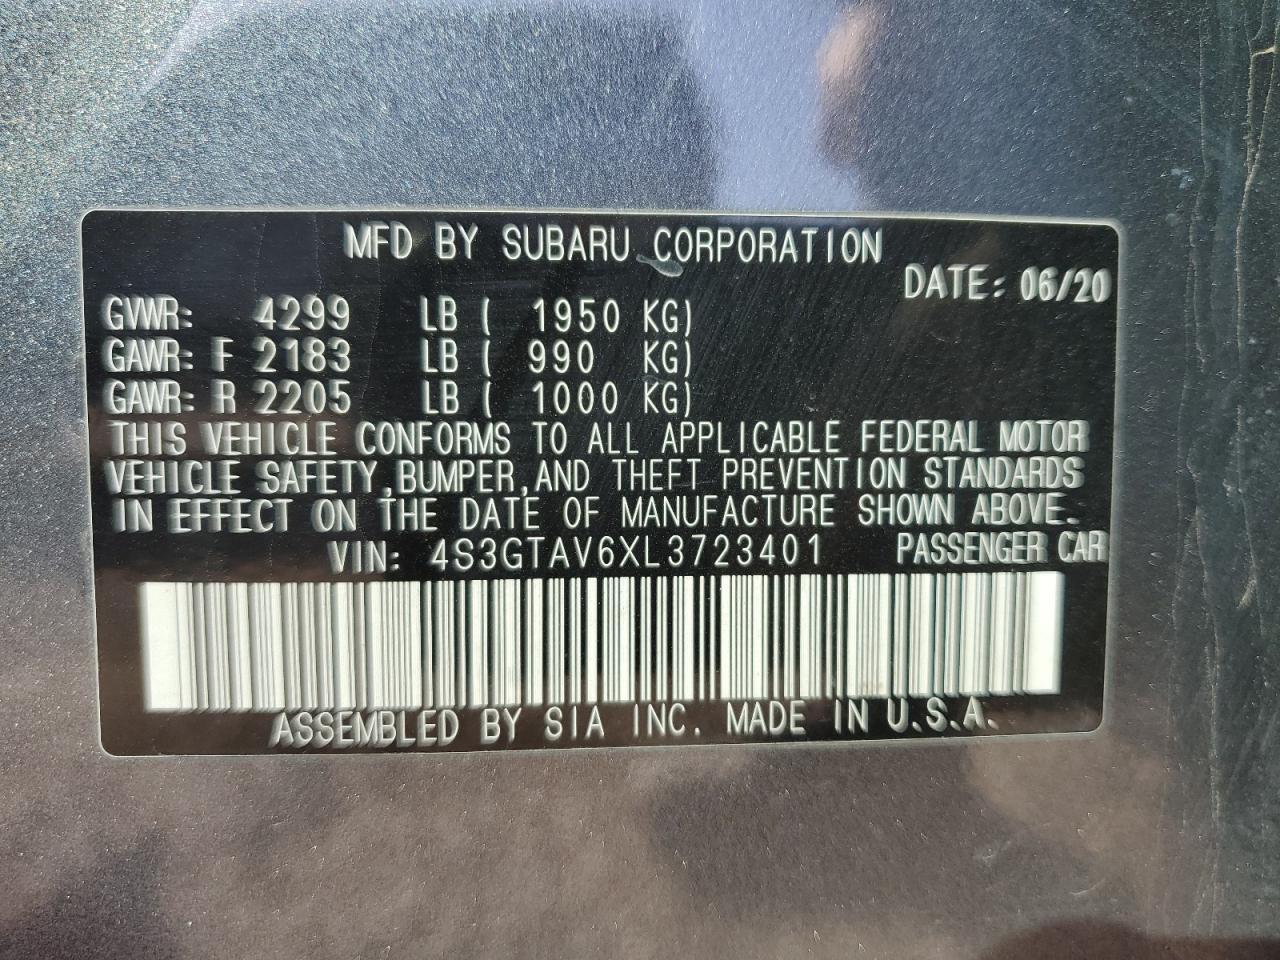 MFD BY SUBARU CORPORATION
DATE: 06/20
GVWR: 4299 LB ( 1950 KG)
GAWR: F 2183 LB ( 990 KG)
GAWR: R 2205 LB ( 1000 KG)
THIS VEHICLE CONFORMS TO ALL APPLICABLE FEDERAL MOTOR
VEHICLE SAFETY,BUMPER,AND THEFT PREVENTION STANDARDS
IN EFFECT ON THE DATE OF MANUFACTURE SHOWN ABOVE.
VIN: 4S3GTAV6XL3723401 PASSENGER CAR
ASSEMBLED BY SIA INC. MADE IN U.S.A.